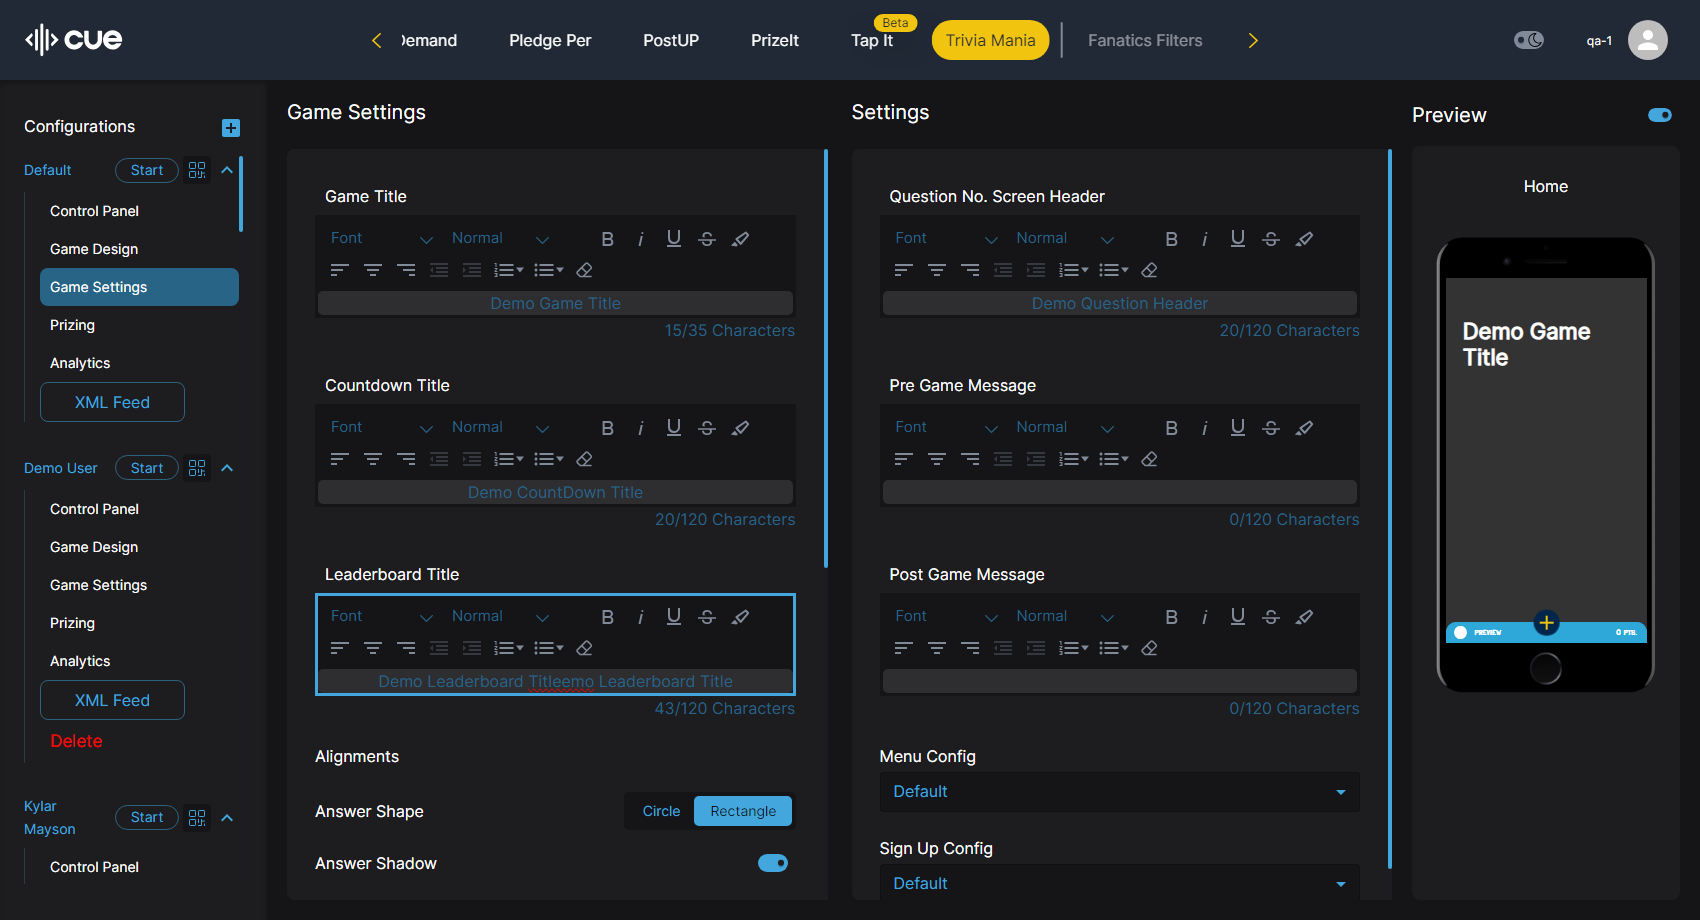 cue
Demand
Pledge Per
PostUP
PrizeIt
Tap It
Beta
Trivia Mania
Fanatics Filters
qa-1
Configurations
Default
Start
Control Panel
Game Design
Game Settings
Prizing
Analytics
XML Feed
Demo User
Start
Control Panel
Game Design
Game Settings
Prizing
Analytics
XML Feed
Delete
Kylar
Mayson
Start
Control Panel
Game Settings
Game Title
Font Normal B i U S
Demo Game Title
15/35 Characters
Countdown Title
Font Normal B i U S
Demo CountDown Title
20/120 Characters
Leaderboard Title
Font Normal B i U S
Demo Leaderboard Titleemo Leaderboard Title
43/120 Characters
Alignments
Answer Shape
Circle
Rectangle
Answer Shadow
Settings
Question No. Screen Header
Font Normal B i U S
Demo Question Header
20/120 Characters
Pre Game Message
Font Normal B i U S
0/120 Characters
Post Game Message
Font Normal B i U S
0/120 Characters
Menu Config
Default
Sign Up Config
Default
Preview
Home
Demo Game
Title
PREVIEW
0 PTS.